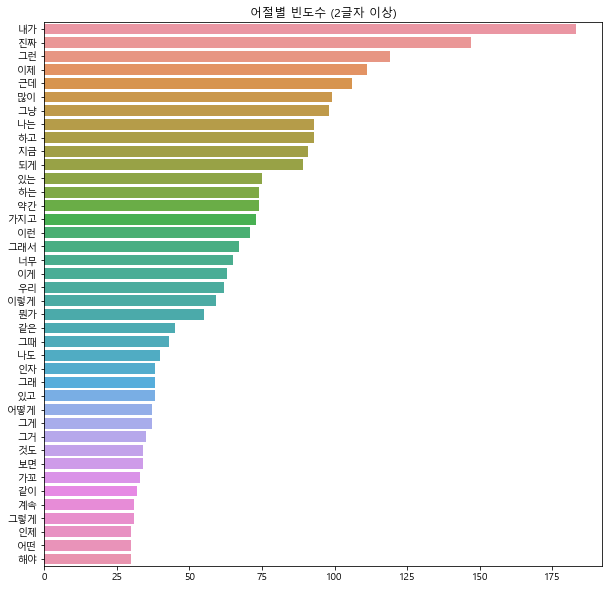 어절별 빈도수 (2글자 이상)
내가
진짜
그런
이제
근데
많이
그냥
나는
하고
지금
되게
있는
하는
약간
가지고
이런
그래서
너무
이게
우리
이렇게
뭔가
같은
그때
나도
인자
그래
있고
어떻게
그게
그거
것도
보면
가꼬
같이
계속
그렇게
인제
어떤
해야
0 25 50 75 100 125 150 175